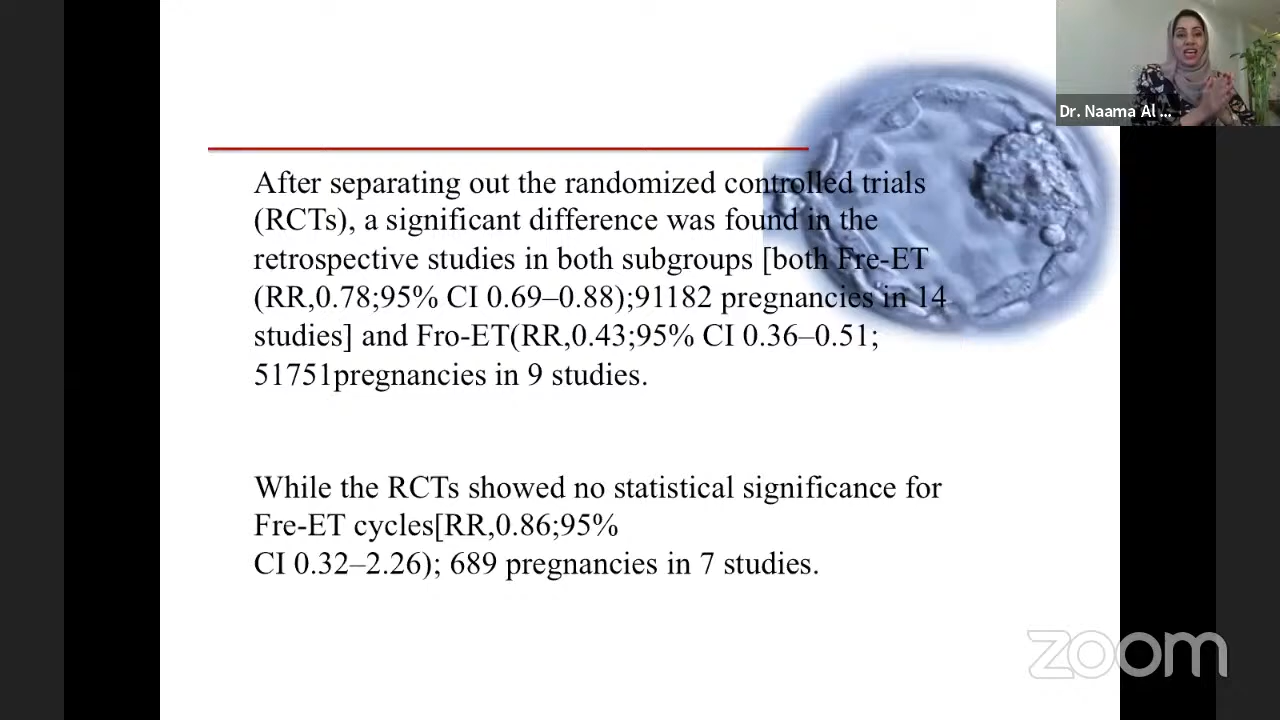 Dr. Naama Al ...
After separating out the randomized controlled trials
(RCTs), a significant difference was found in the
retrospective studies in both subgroups [both Fre-ET
(RR,0.78;95% CI 0.69–0.88);91182 pregnancies in 14
studies] and Fro-ET(RR,0.43;95% CI 0.36–0.51;
51751pregnancies in 9 studies.
While the RCTs showed no statistical significance for
Fre-ET cycles[RR,0.86;95%
CI 0.32–2.26); 689 pregnancies in 7 studies.
zoom